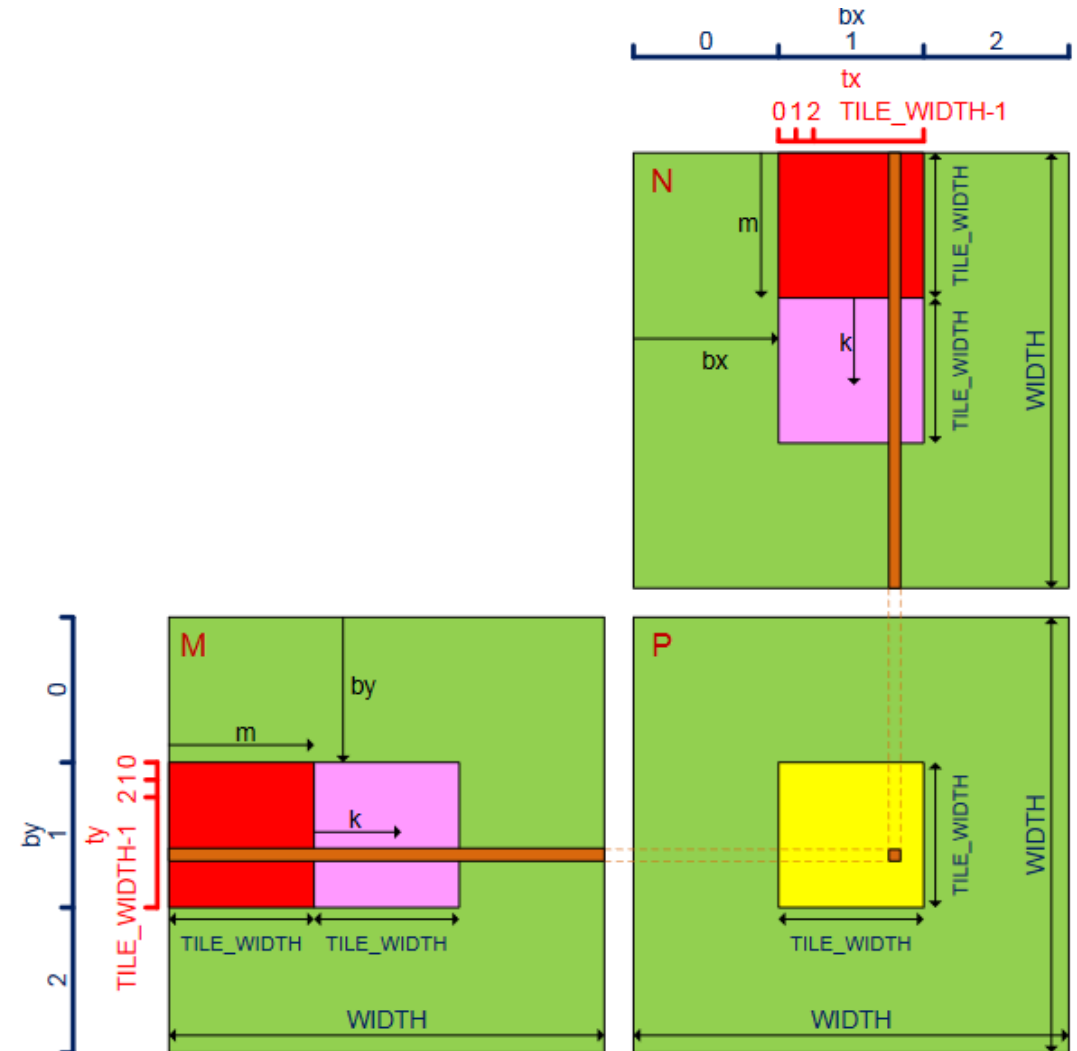 bx
0 1 2
tx
0 1 2 TILE_WIDTH-1
N
m
TILE_WIDTH
bx
k
TILE_WIDTH
WIDTH
M
by
m
k
TILE_WIDTH TILE_WIDTH
WIDTH
by
0
1
2
ty
2 1 0
TILE_WIDTH-1
P
TILE_WIDTH
TILE_WIDTH
WIDTH
WIDTH